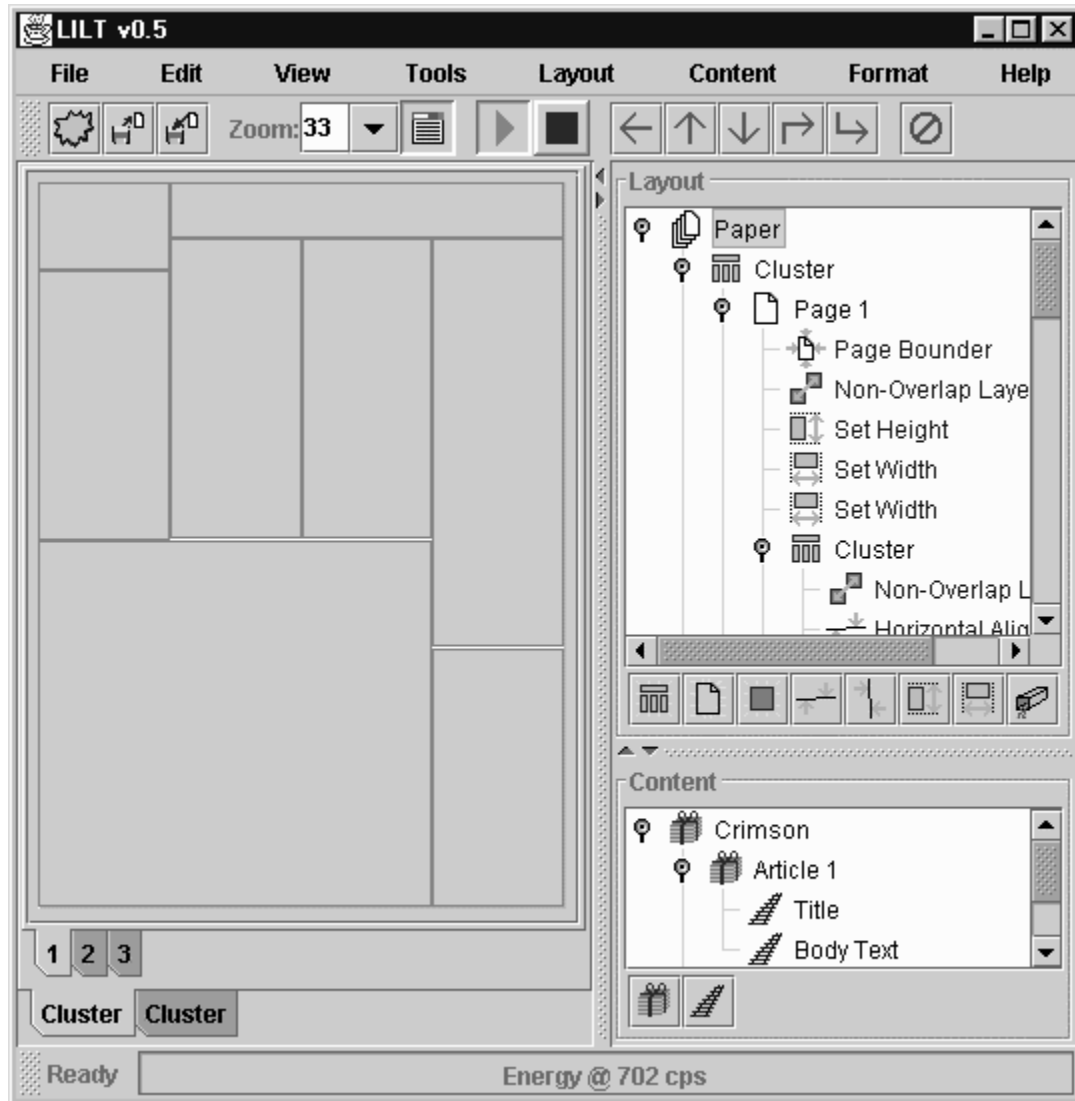 LILT v0.5
File Edit View Tools Layout Content Format Help
Zoom: 33
Layout
Paper
Cluster
Page 1
Page Bounder
Non-Overlap Laye
Set Height
Set Width
Set Width
Cluster
Non-Overlap L
Horizontal Alig
Content
Crimson
Article 1
Title
Body Text
1 2 3
Cluster Cluster
Ready Energy @ 702 cps